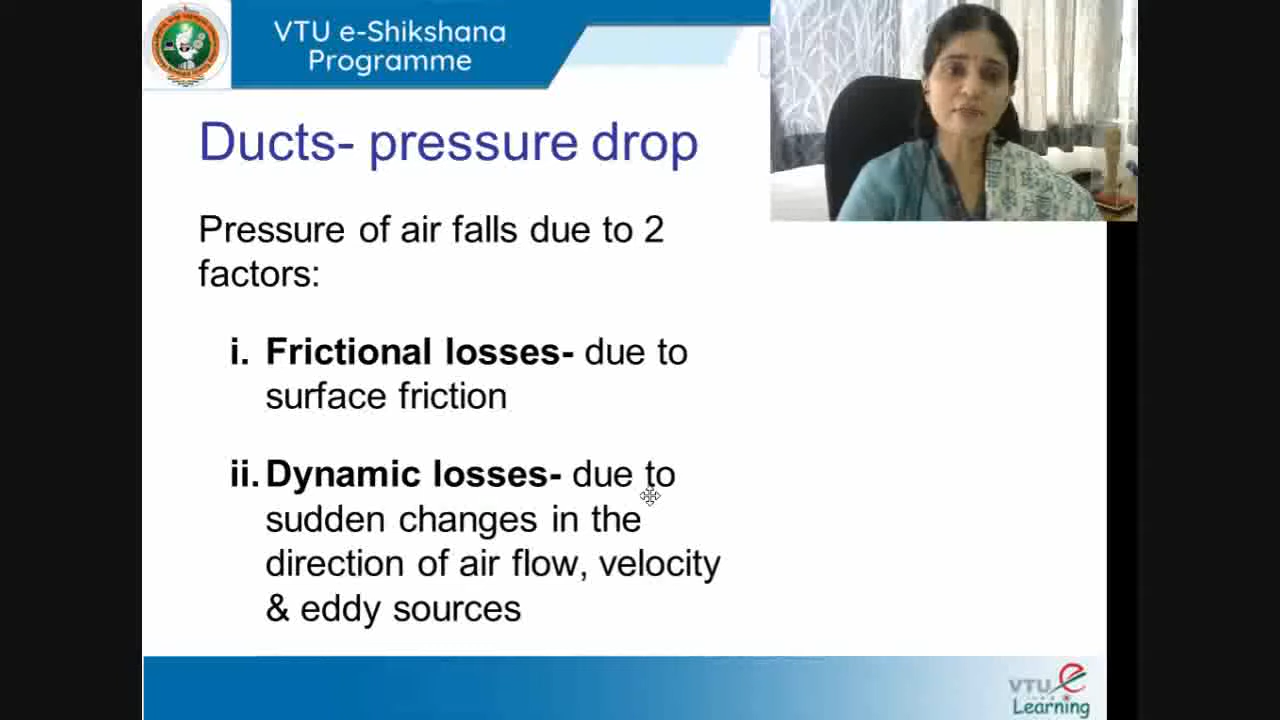 VTU e-Shikshana
Programme
Ducts- pressure drop
Pressure of air falls due to 2
factors:
i. Frictional losses- due to
surface friction
ii. Dynamic losses- due to
sudden changes in the
direction of air flow, velocity
& eddy sources
VTU e
Learning